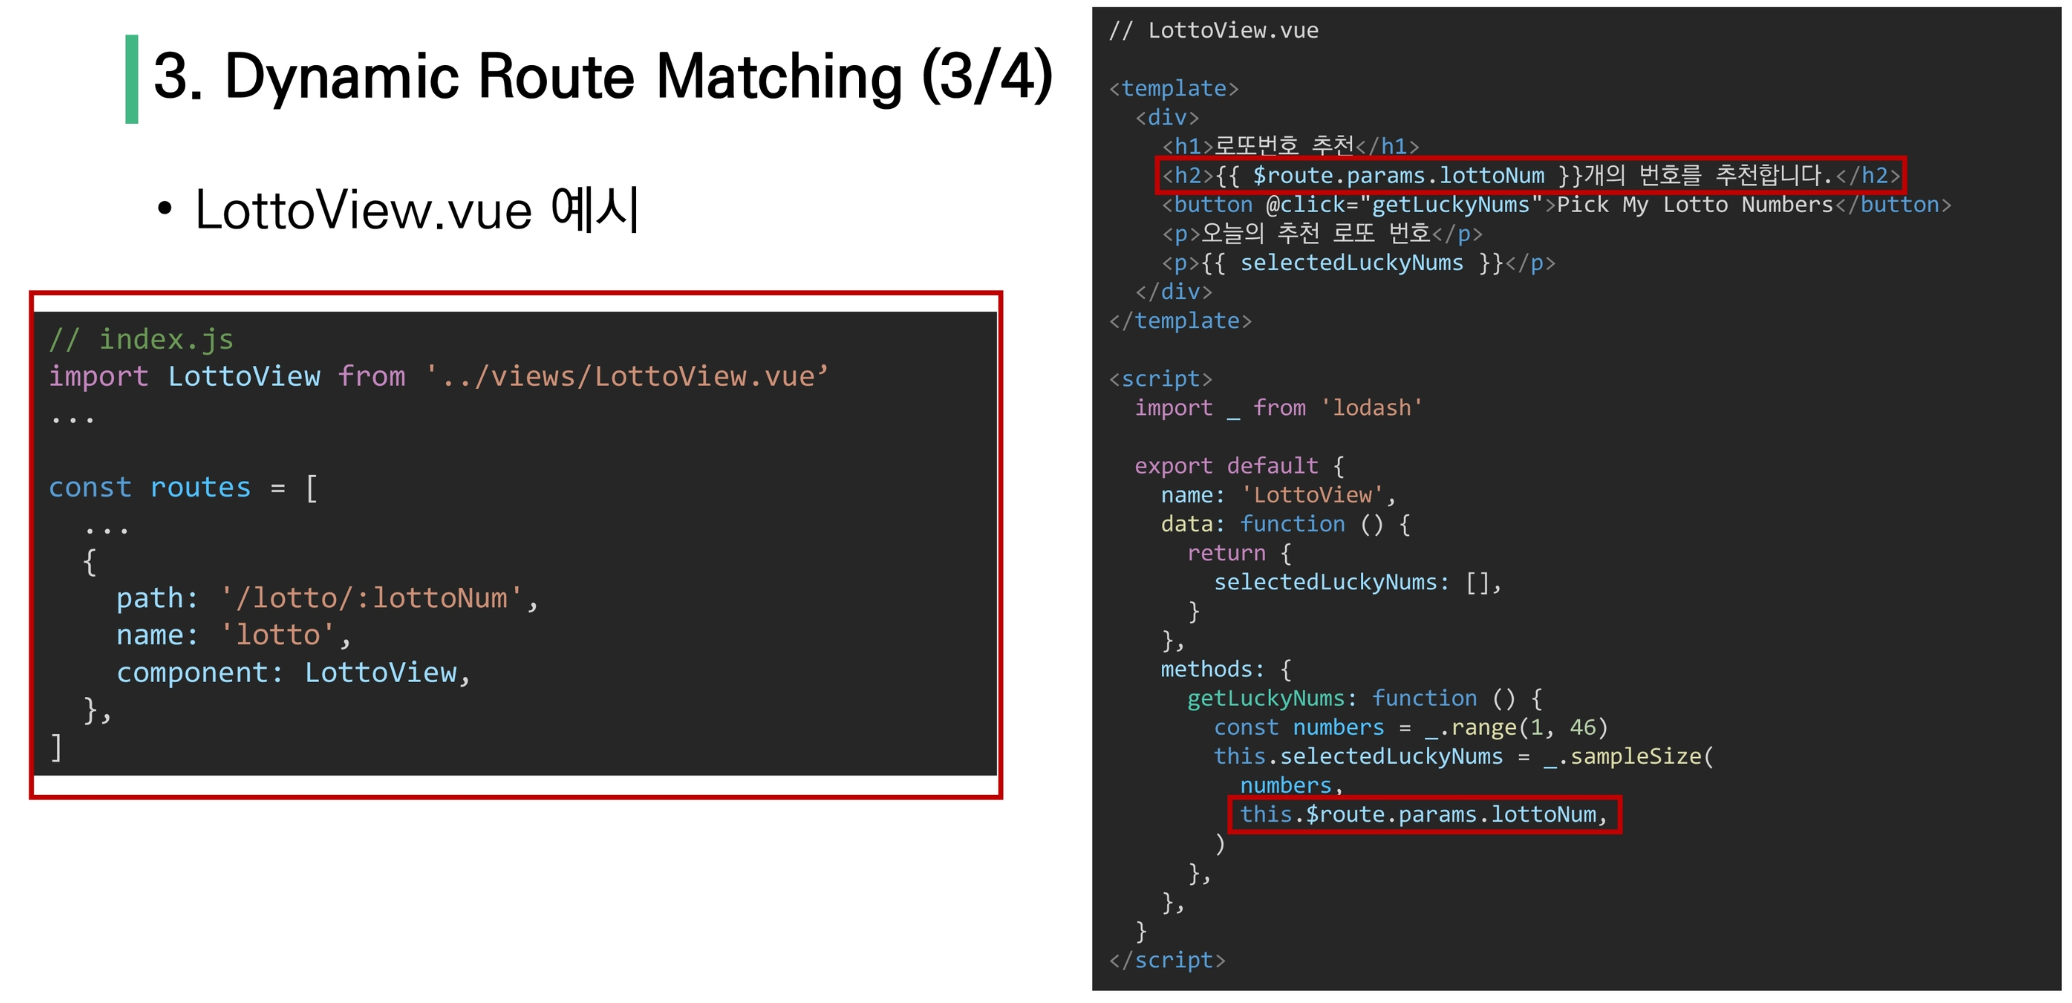 3. Dynamic Route Matching (3/4)
• LottoView.vue 예시
// index.js
import LottoView from '../views/LottoView.vue’
...
const routes = [
  ...
  {
    path: '/lotto/:lottoNum',
    name: 'lotto',
    component: LottoView,
  },
]
// LottoView.vue
<template>
  <div>
    <h1>로또번호 추천</h1>
    <h2>{{ $route.params.lottoNum }}개의 번호를 추천합니다.</h2>
    <button @click="getLuckyNums">Pick My Lotto Numbers</button>
    <p>오늘의 추천 로또 번호</p>
    <p>{{ selectedLuckyNums }}</p>
  </div>
</template>
<script>
  import _ from 'lodash'
  export default {
    name: 'LottoView',
    data: function () {
      return {
        selectedLuckyNums: [],
      }
    },
    methods: {
      getLuckyNums: function () {
        const numbers = _.range(1, 46)
        this.selectedLuckyNums = _.sampleSize(
          numbers,
          this.$route.params.lottoNum,
        )
      },
    },
  }
</script>